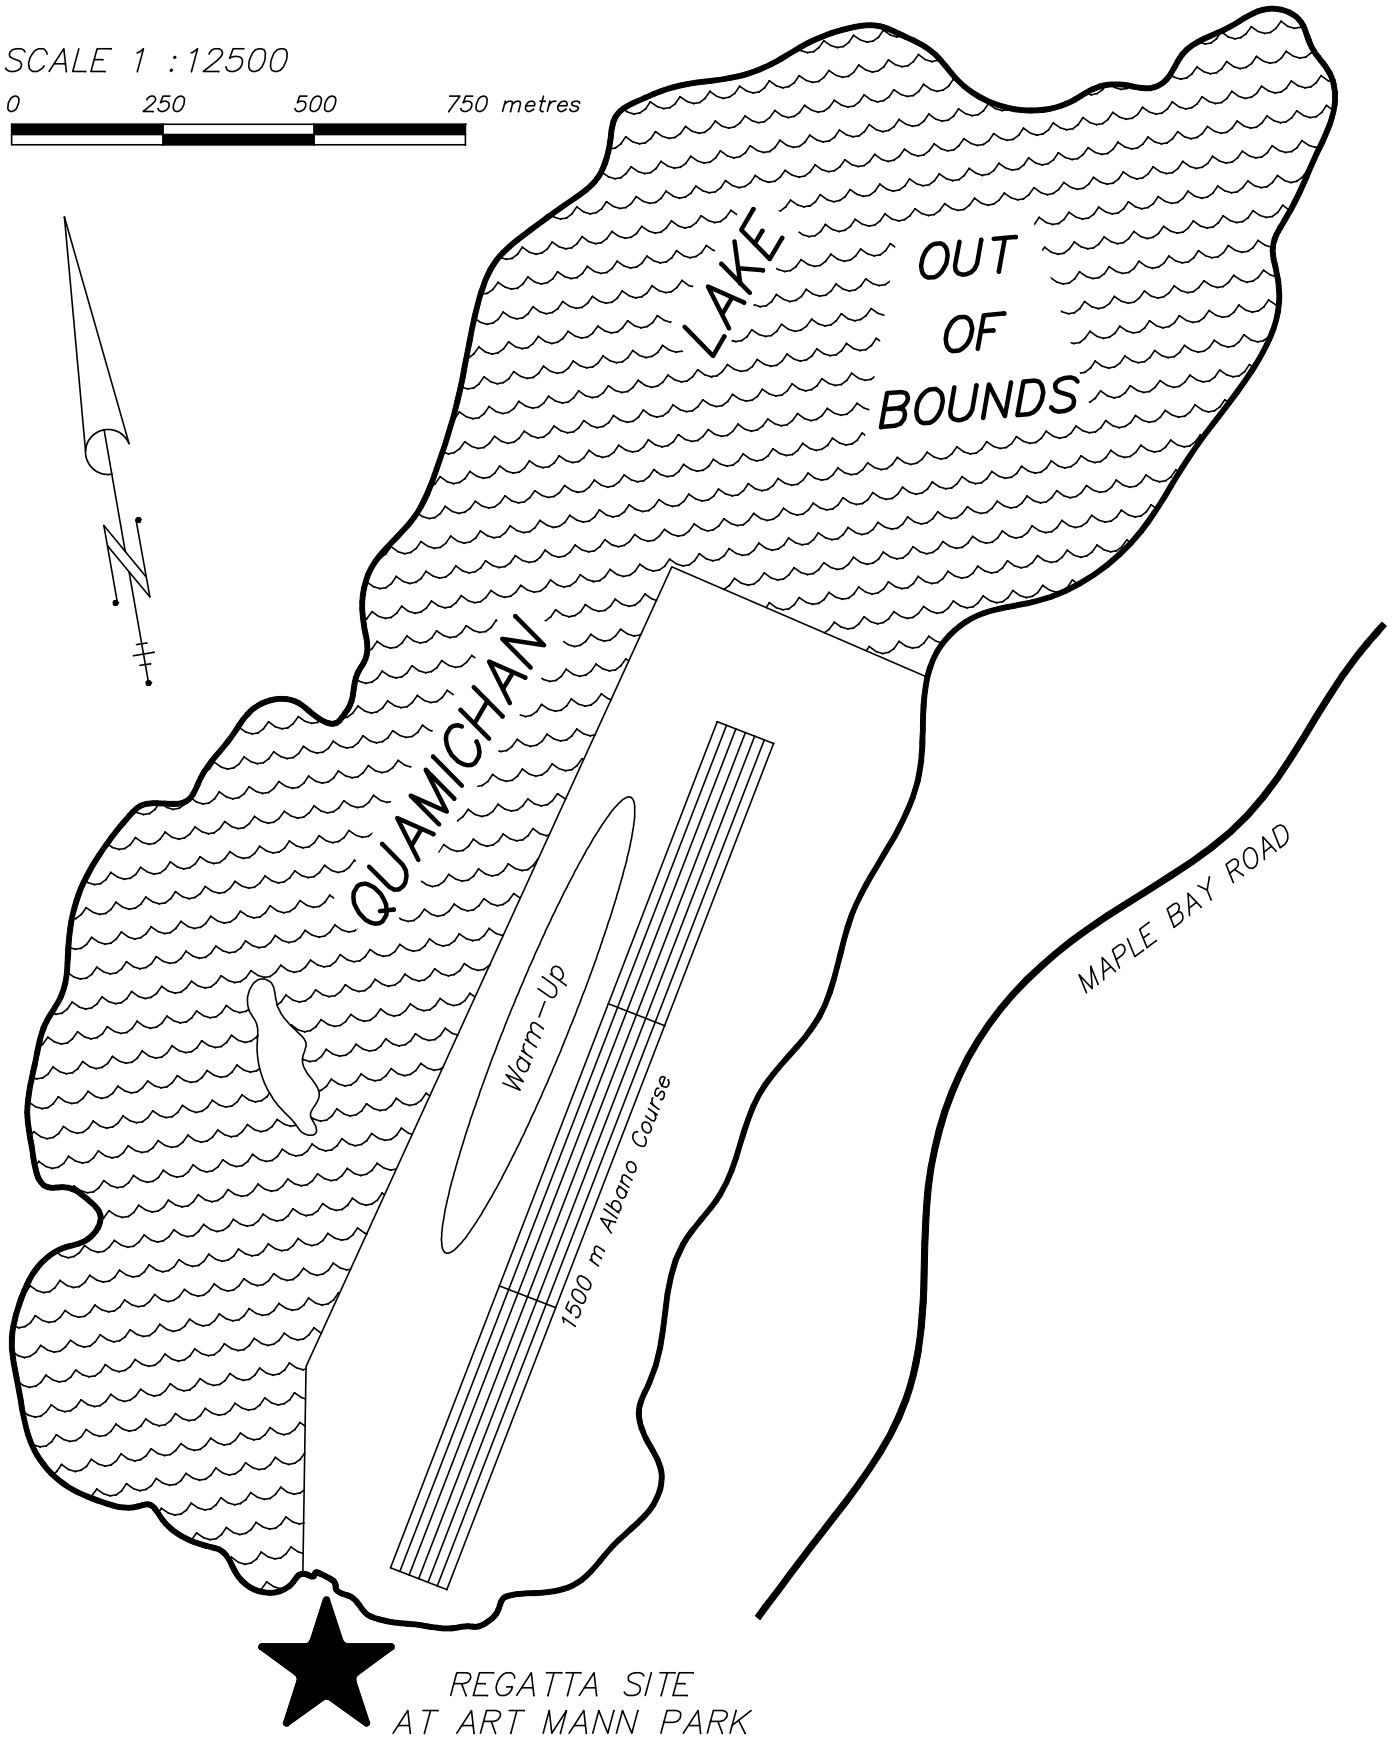 SCALE 1 :12500
0 250 500 750 metres
N
LAKE
OUT
OF
BOUNDS
QUAMICHAN
Warm-Up
1500 m Albano Course
MAPLE BAY ROAD
REGATTA SITE
AT ART MANN PARK